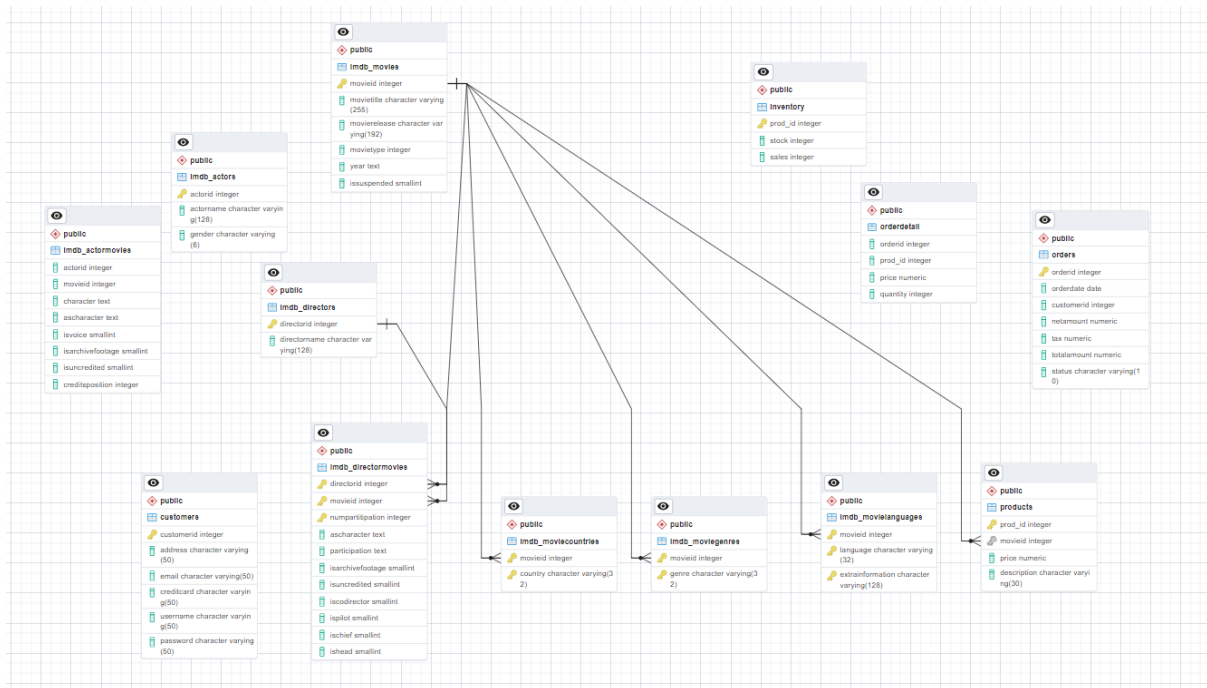 public
imdb_movies
movieid integer
movietitle character varying
(255)
movierelease character var
ying(192)
movietype integer
year text
issuspended smallint
public
inventory
prod_id integer
stock integer
sales integer
public
imdb_actors
actorid integer
actorname character varyin
g(128)
gender character varying
(6)
public
orderdetail
orderid integer
prod_id integer
price numeric
quantity integer
public
imdb_actormovies
actorid integer
movieid integer
character text
ascharacter text
isvoice smallint
isarchivefootage smallint
isuncredited smallint
creditsposition integer
public
orders
orderid integer
orderdate date
customerid integer
netamount numeric
tax numeric
totalamount numeric
status character varying(1
0)
public
imdb_directors
directorid integer
directorname character var
ying(128)
public
imdb_directormovies
directorid integer
movieid integer
numpartitipation integer
ascharacter text
participation text
isarchivefootage smallint
isuncredited smallint
iscodirector smallint
ispilot smallint
ischief smallint
ishead smallint
public
customers
customerid integer
address character varying
(50)
email character varying(50)
creditcard character varyin
g(50)
username character varyin
g(50)
password character varying
(50)
public
imdb_moviecountries
movieid integer
country character varying(3
2)
public
imdb_moviegenres
movieid integer
genre character varying(3
2)
public
imdb_movielanguages
movieid integer
language character varying
(32)
extrainformation character
varying(128)
public
products
prod_id integer
movieid integer
price numeric
description character varyi
ng(30)